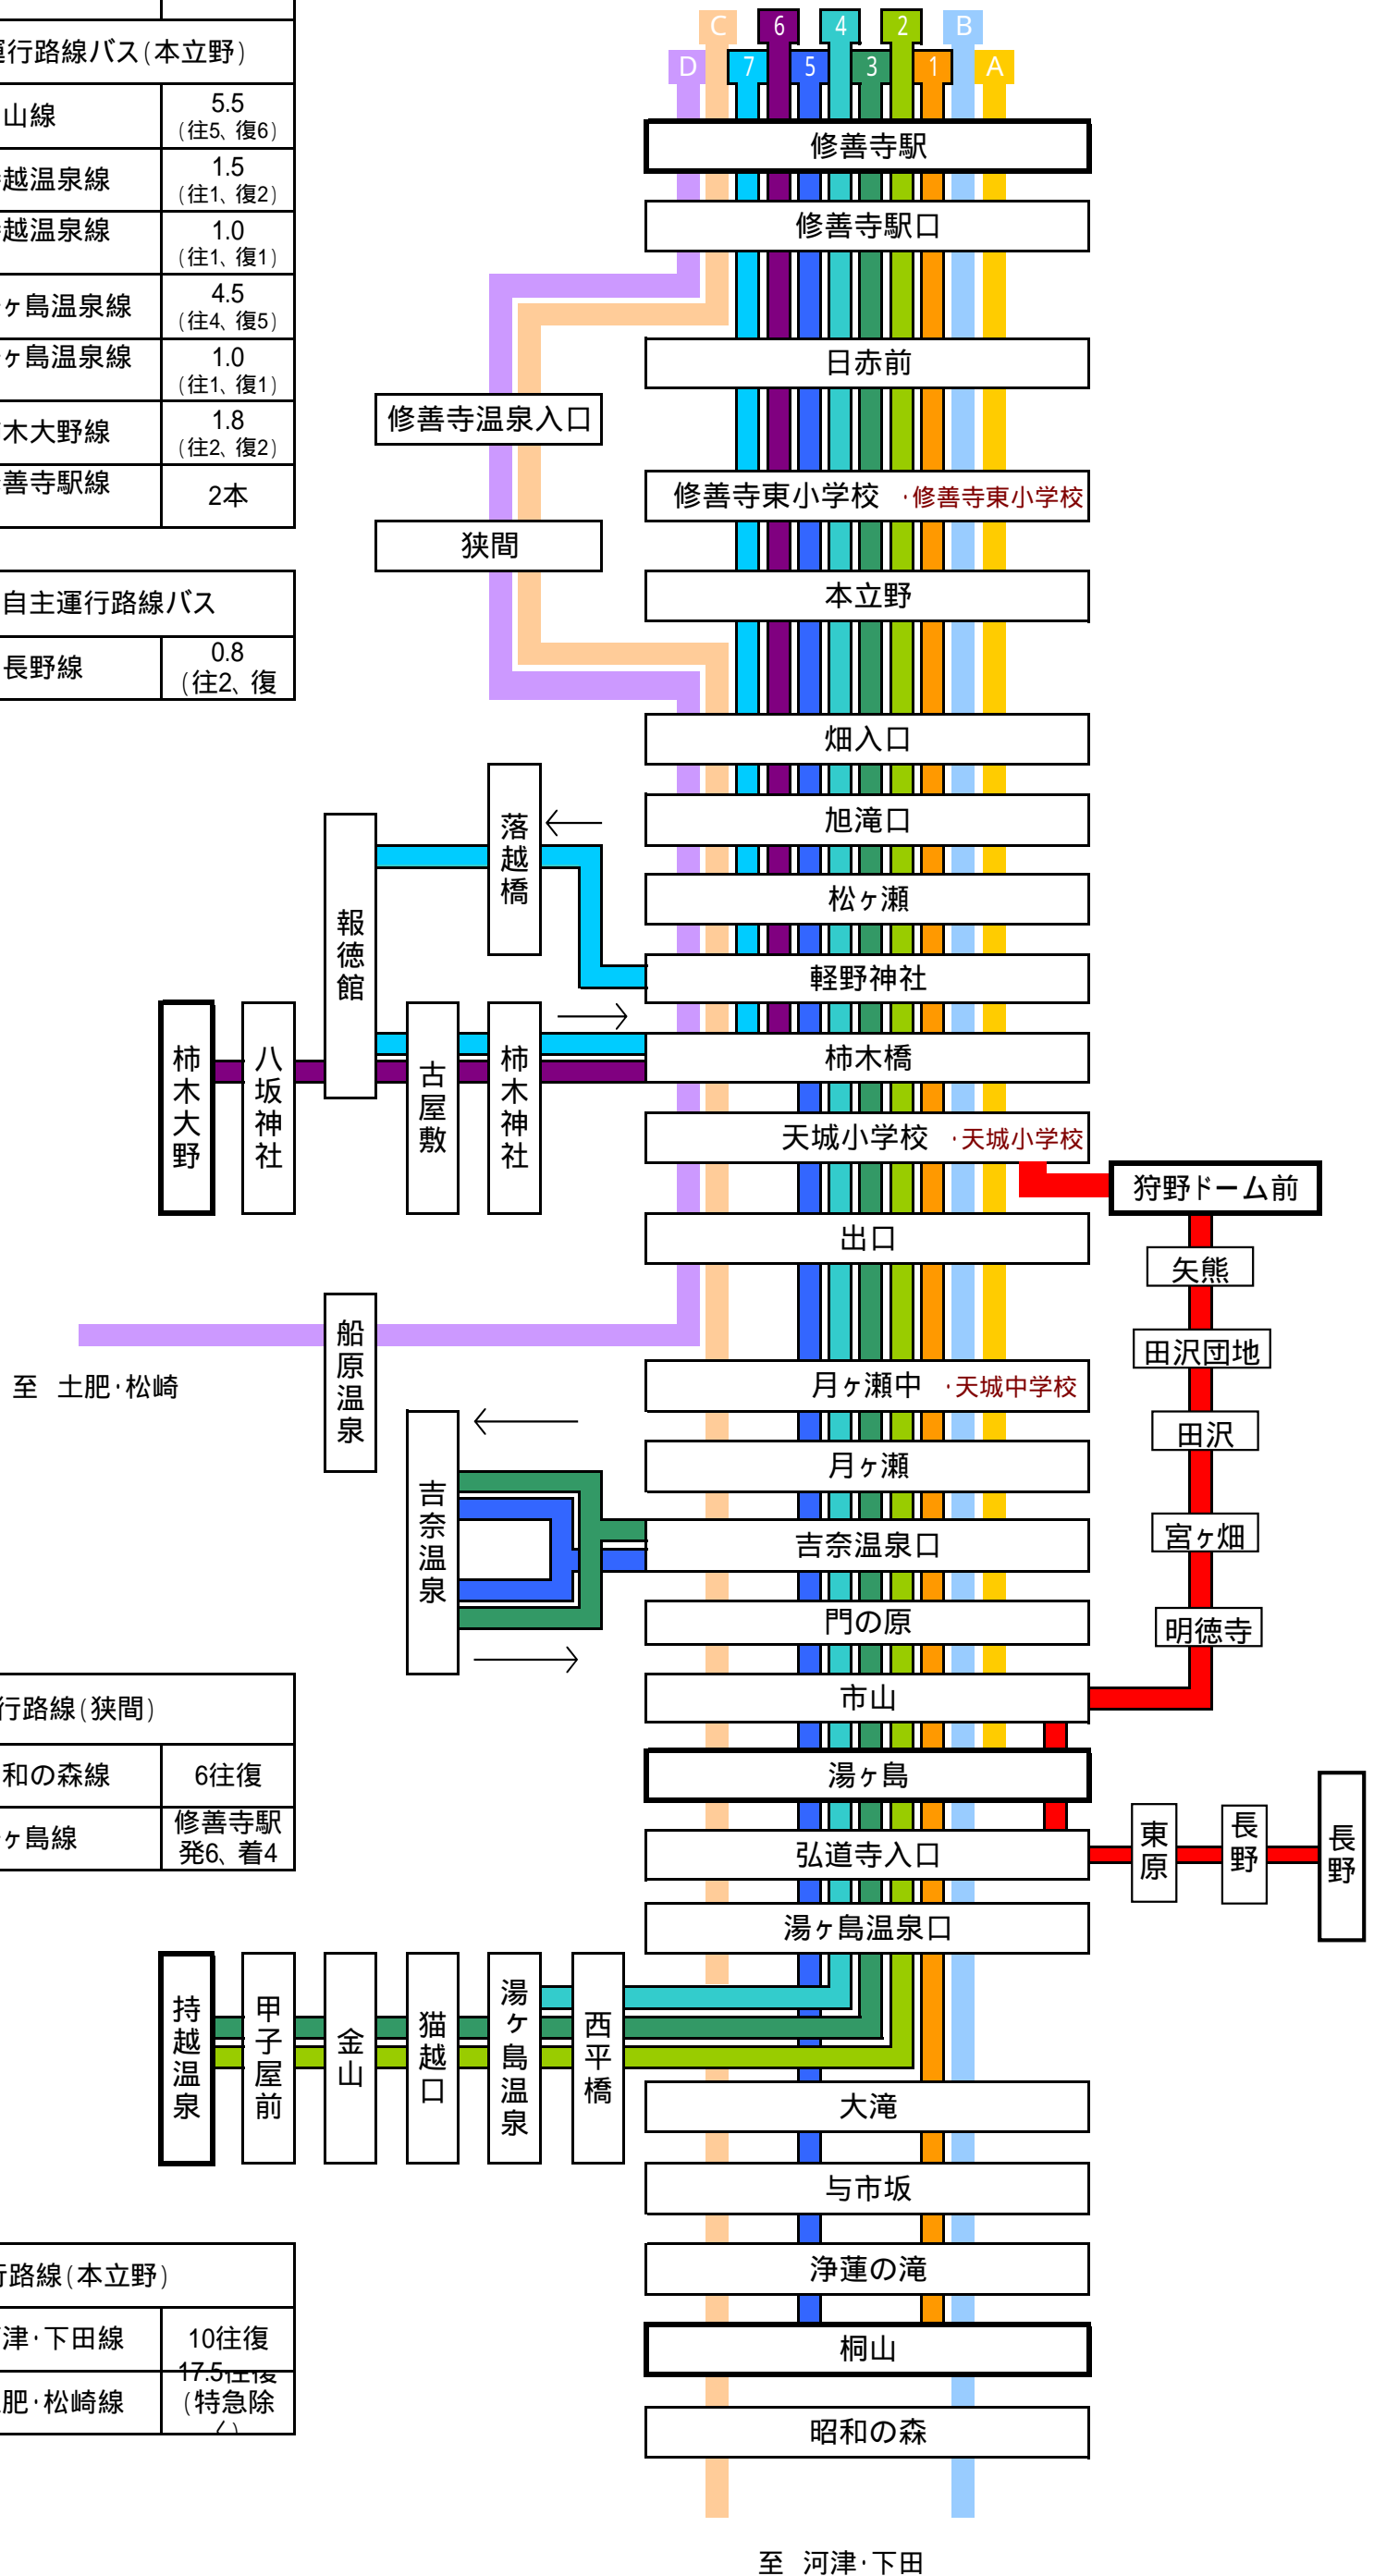 C 6 4 2 B
D 7 5 3 1 A
運行路線バス(本立野)
山線 5.5
(往5、復6)
越温泉線 1.5
(往1、復2)
越温泉線 1.0
(往1、復1)
ヶ島温泉線 4.5
(往4、復5)
ヶ島温泉線 1.0
(往1、復1)
木大野線 1.8
(往2、復2)
善寺駅線 2本
自主運行路線バス
長野線 0.8
(往2、復
修善寺駅
修善寺駅口
日赤前
修善寺温泉入口
修善寺東小学校 ・修善寺東小学校
狭間
本立野
畑入口
旭滝口
落越橋
松ヶ瀬
報徳館
軽野神社
柿木橋
柿木大野
八坂神社
古屋敷
柿木神社
天城小学校 ・天城小学校
狩野ドーム前
出口
矢熊
船原温泉
田沢団地
至 土肥・松崎
月ヶ瀬中 ・天城中学校
田沢
月ヶ瀬
吉奈温泉
吉奈温泉口
宮ヶ畑
門の原
明徳寺
市山
行路線(狭間)
和の森線 6往復
ヶ島線 修善寺駅
発6、着4
湯ヶ島
弘道寺入口
東原
長野
長野
湯ヶ島温泉口
持越温泉
甲子屋前
金山
猫越口
湯ヶ島温泉
西平橋
大滝
与市坂
浄蓮の滝
行路線(本立野)
津・下田線 10往復
肥・松崎線 17.5往復
(特急除
く)
桐山
昭和の森
至 河津・下田